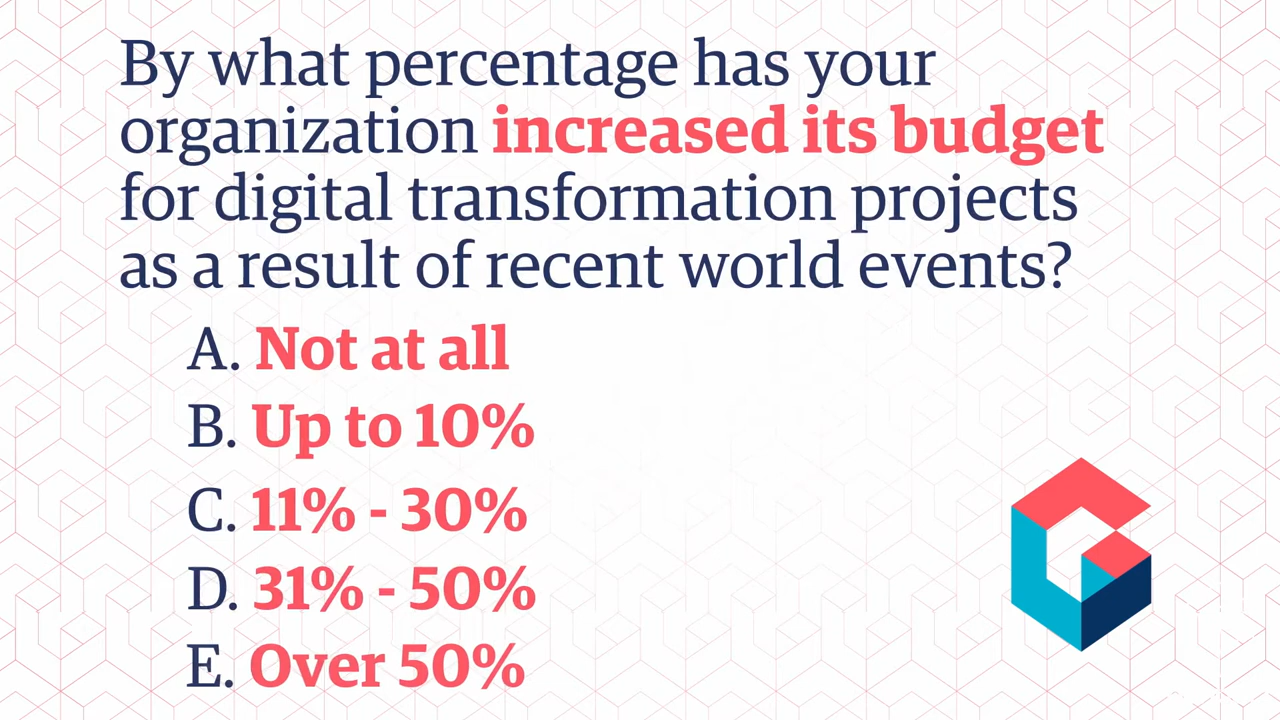 By what percentage has your
organization increased its budget
for digital transformation projects
as a result of recent world events?
A. Not at all
B. Up to 10%
C. 11% - 30%
D. 31% - 50%
E. Over 50%